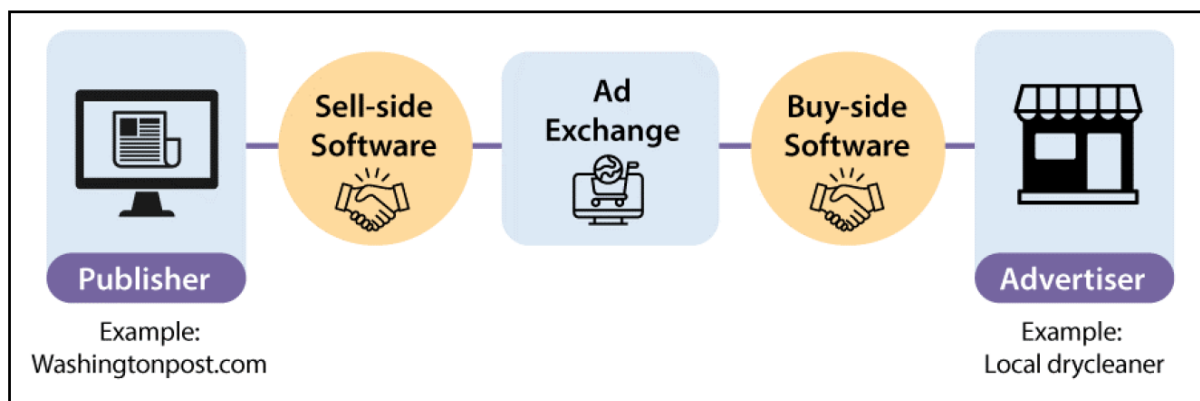 Sell-side
Software
Ad
Exchange
Buy-side
Software
Publisher
Advertiser
Example:
Washingtonpost.com
Example:
Local drycleaner